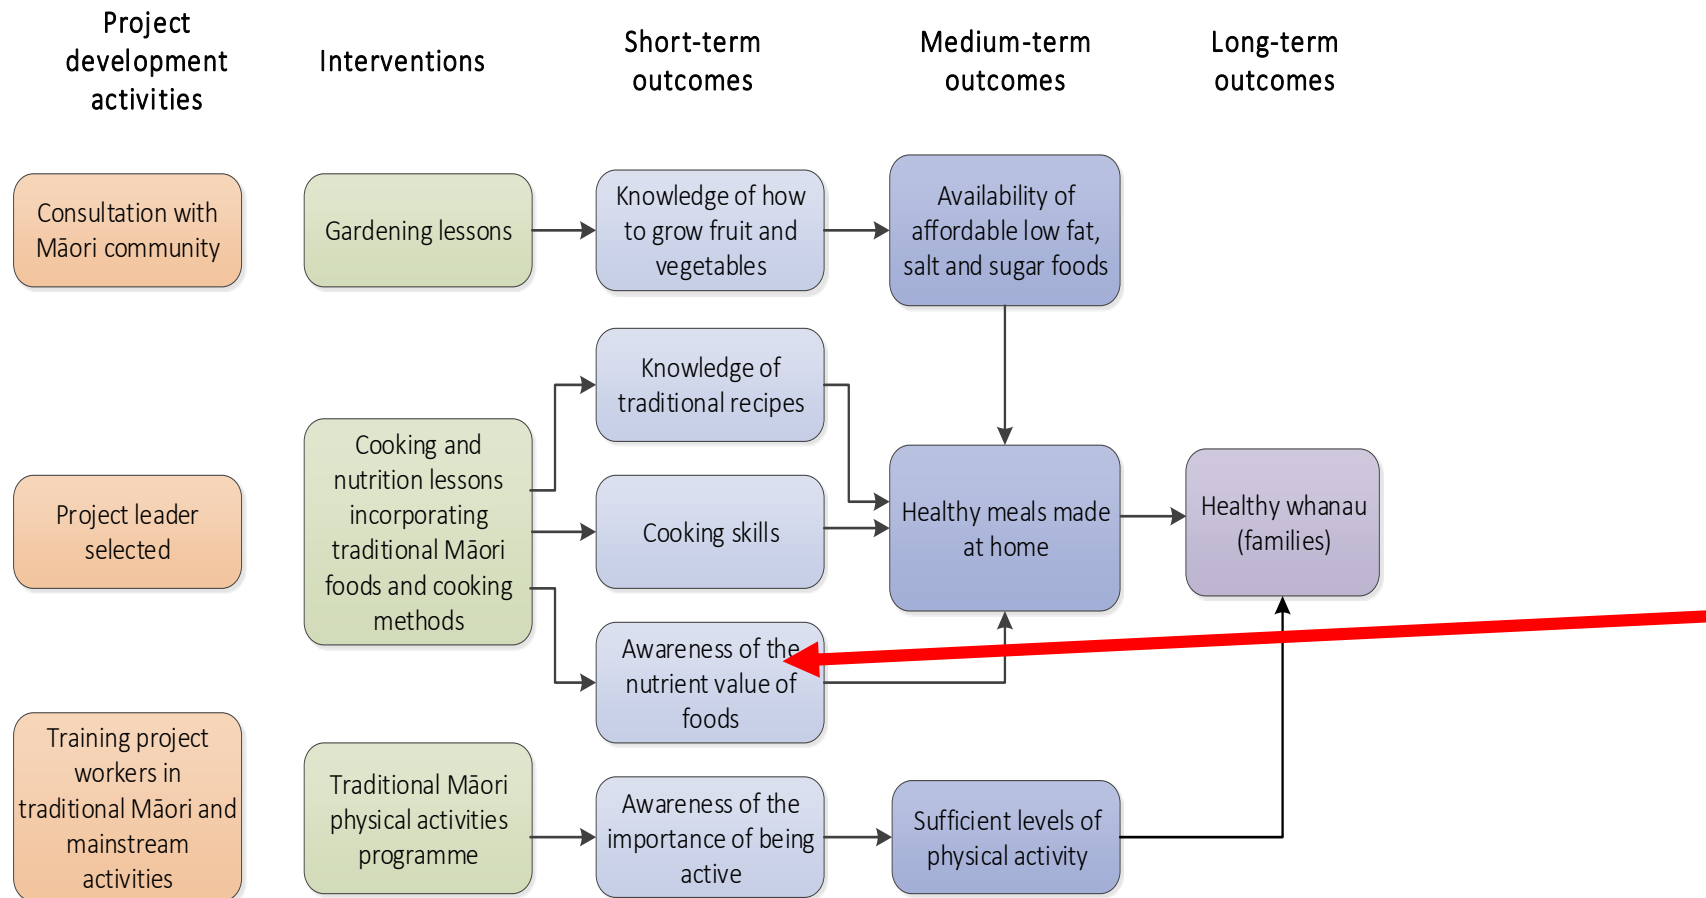 Project
development
activities
Interventions
Short-term
outcomes
Medium-term
outcomes
Long-term
outcomes
Consultation with
Māori community
Gardening lessons
Knowledge of how
to grow fruit and
vegetables
Availability of
affordable low fat,
salt and sugar foods
Project leader
selected
Cooking and
nutrition lessons
incorporating
traditional Māori
foods and cooking
methods
Knowledge of
traditional recipes
Cooking skills
Awareness of the
nutrient value of
foods
Healthy meals made
at home
Healthy whanau
(families)
Training project
workers in
traditional Māori and
mainstream
activities
Traditional Māori
physical activities
programme
Awareness of the
importance of being
active
Sufficient levels of
physical activity